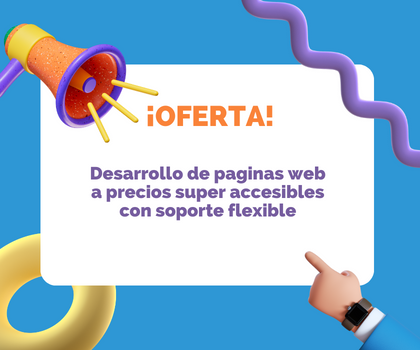 ¡OFERTA!
Desarrollo de paginas web
a precios super accesibles
con soporte flexible